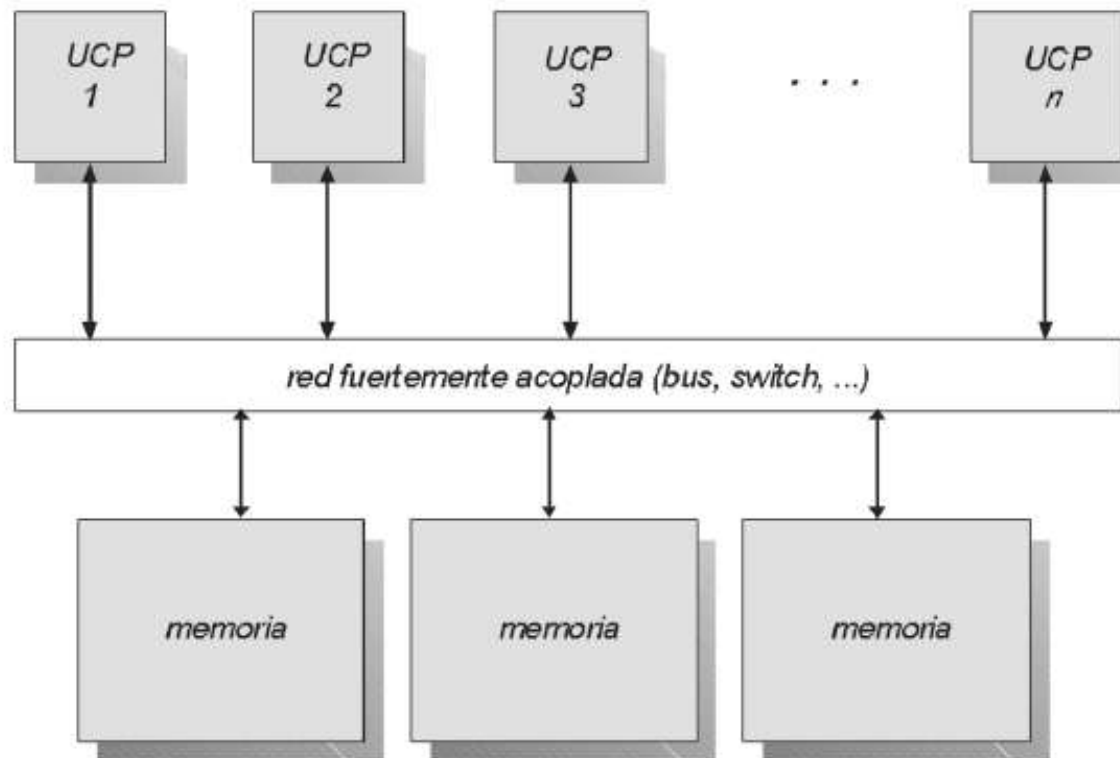 UCP
1
UCP
2
UCP
3
. . .
UCP
n
red fuertemente acoplada (bus, switch, ...)
memoria
memoria
memoria